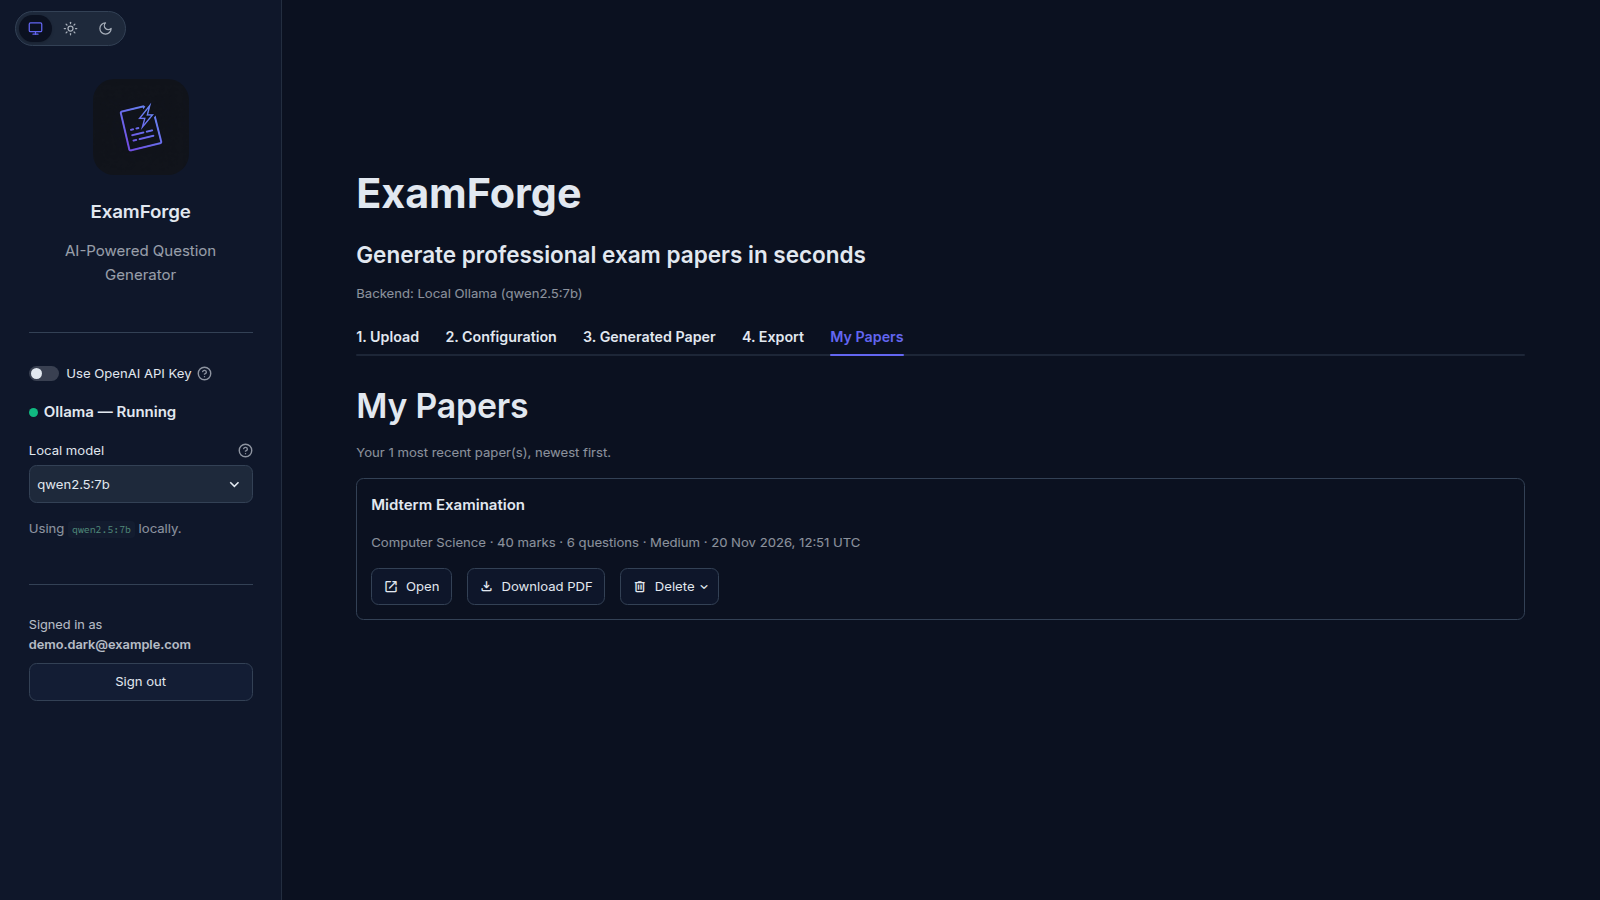 ExamForge
AI-Powered Question
Generator
Use OpenAI API Key
Ollama — Running
Local model
qwen2.5:7b
Using qwen2.5:7b locally.
Signed in as
demo.dark@example.com
Sign out
ExamForge
Generate professional exam papers in seconds
Backend: Local Ollama (qwen2.5:7b)
1. Upload 2. Configuration 3. Generated Paper 4. Export My Papers
My Papers
Your 1 most recent paper(s), newest first.
Midterm Examination
Computer Science · 40 marks · 6 questions · Medium · 20 Nov 2026, 12:51 UTC
Open Download PDF Delete